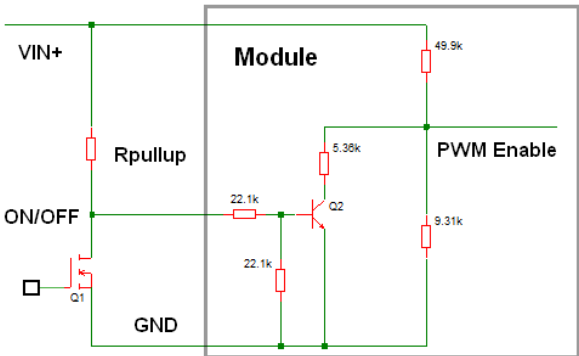 VIN+
Module
49.9k
Rpullup
5.36k
PWM Enable
22.1k
Q2
ON/OFF
9.31k
22.1k
Q1
GND